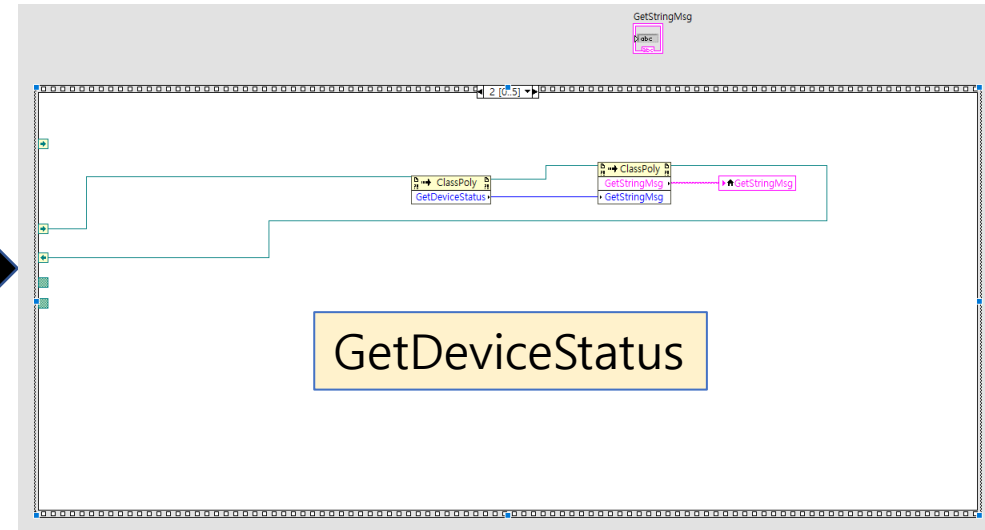 GetStringMsg
abc
2 [0..5]
ClassPoly
GetDeviceStatus
ClassPoly
GetStringMsg
GetStringMsg
GetStringMsg
GetDeviceStatus